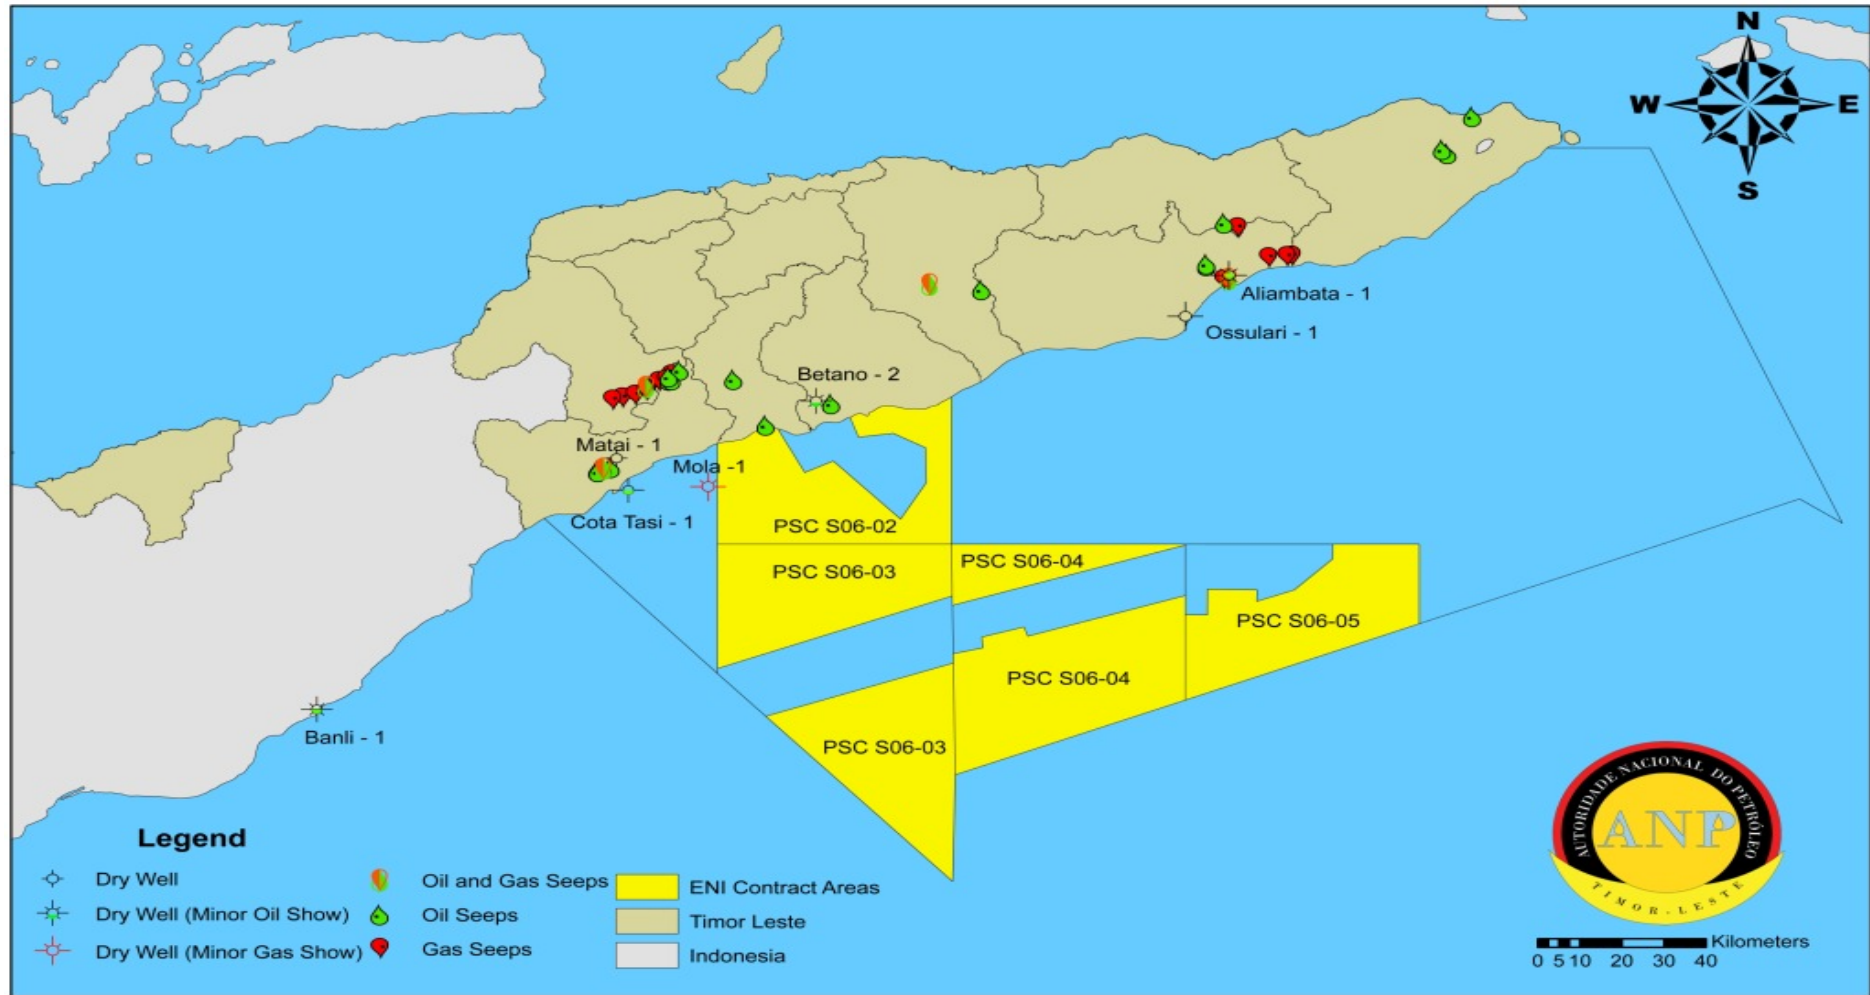 N
W
E
S
Aliambata - 1
Ossulari - 1
Betano - 2
Matai - 1
Mola -1
Cota Tasi - 1
PSC S06-02
PSC S06-03
PSC S06-04
PSC S06-05
PSC S06-04
PSC S06-03
Banli - 1
Legend
Dry Well
Dry Well (Minor Oil Show)
Dry Well (Minor Gas Show)
Oil and Gas Seeps
Oil Seeps
Gas Seeps
ENI Contract Areas
Timor Leste
Indonesia
AUTORIDADE NACIONAL DO PETRÓLEO
ANP
TIMOR-LESTE
Kilometers
0 5 10 20 30 40